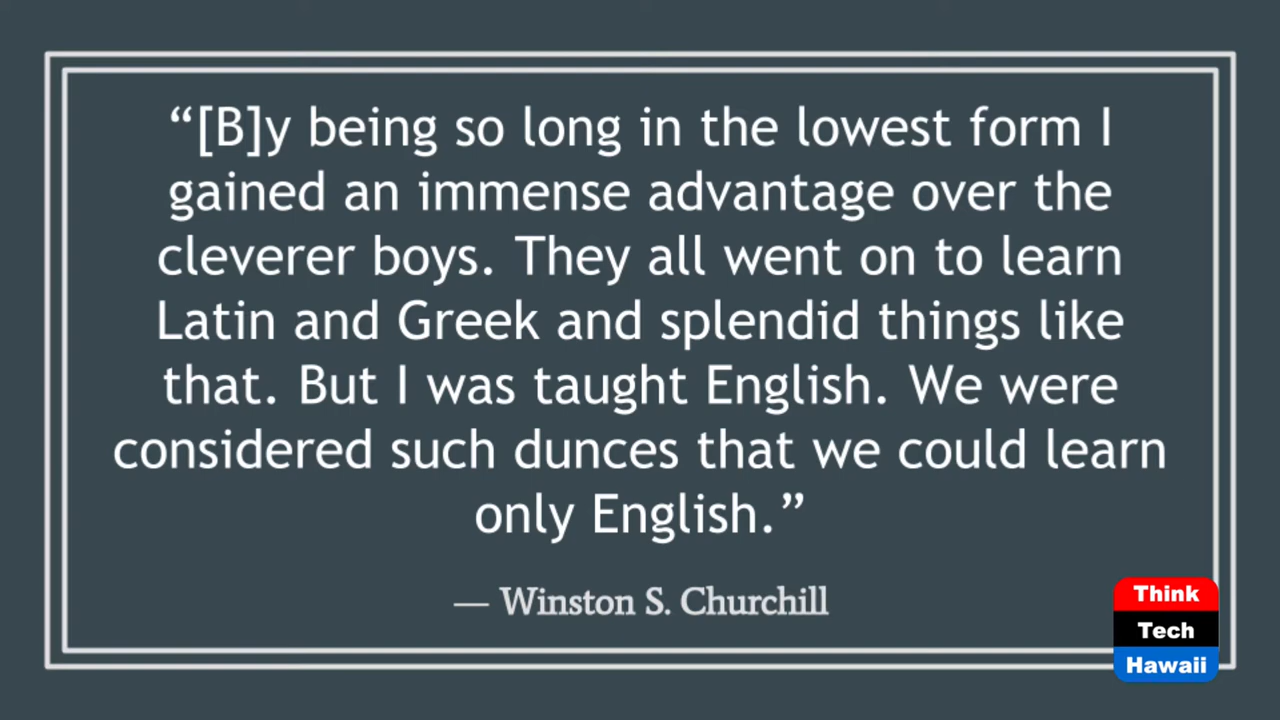 “[B]y being so long in the lowest form I
gained an immense advantage over the
cleverer boys. They all went on to learn
Latin and Greek and splendid things like
that. But I was taught English. We were
considered such dunces that we could learn
only English.”
— Winston S. Churchill
Think
Tech
Hawaii